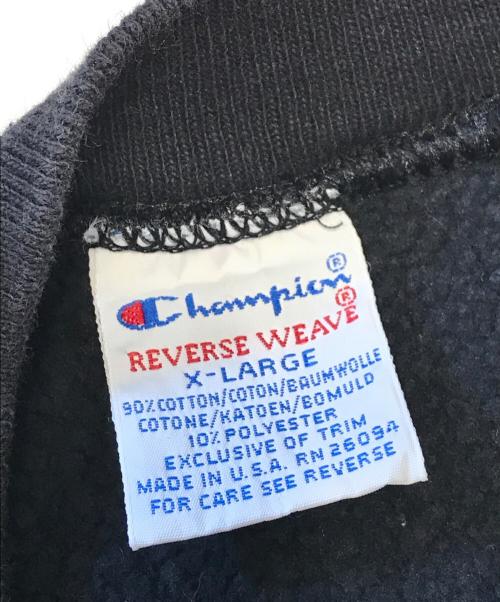 Champion®
REVERSE WEAVE®
X-LARGE
90% COTTON/COTON/BAUMWOLLE
COTONE/KATOEN/BOMULD
10% POLYESTER
EXCLUSIVE OF TRIM
MADE IN U.S.A. RN 26094
FOR CARE SEE REVERSE